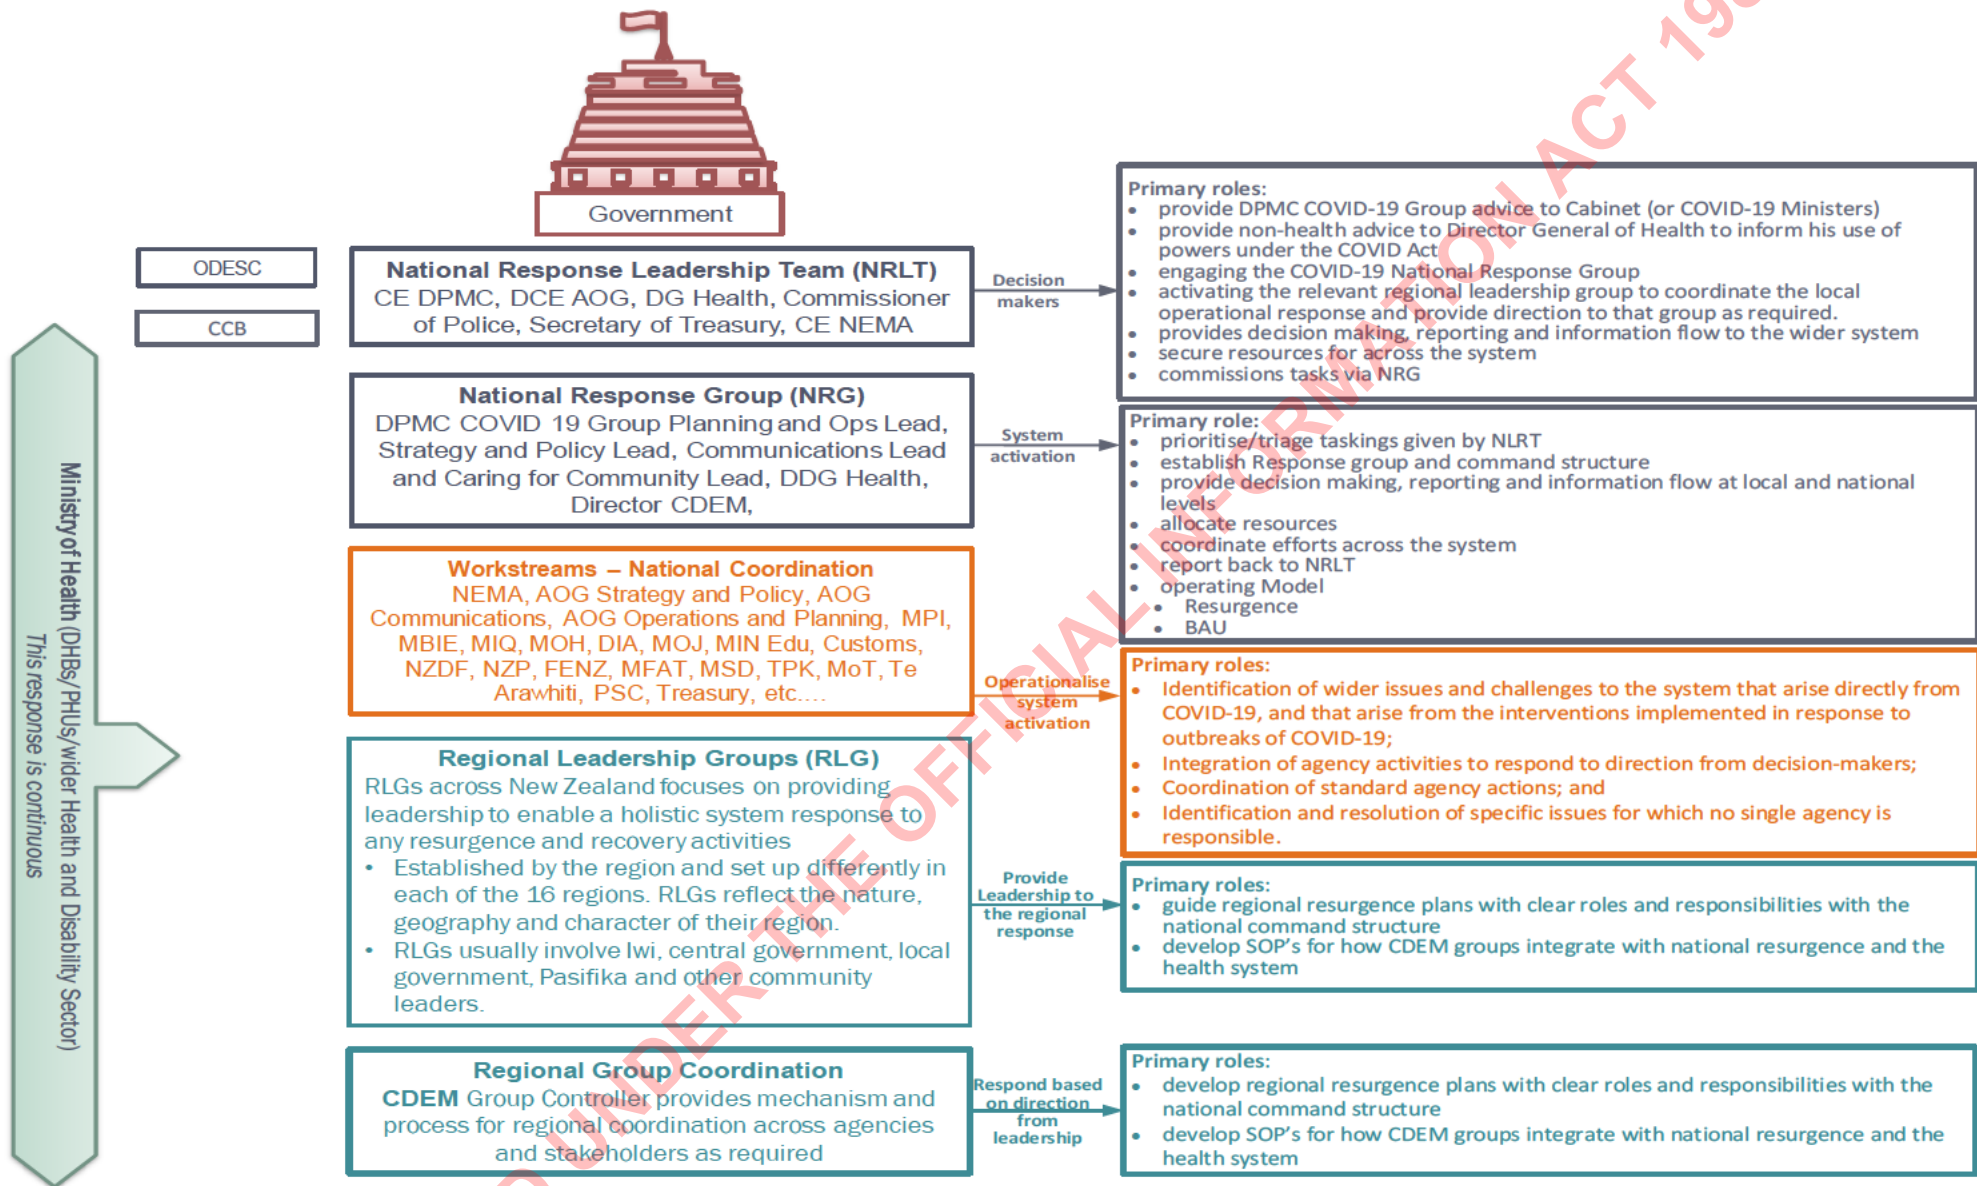 Government
ODESC
CCB
Ministry of Health (DHBs/PHUs/wider Health and Disability Sector)
This response is continuous
National Response Leadership Team (NRLT)
CE DPMC, DCE AOG, DG Health, Commissioner
of Police, Secretary of Treasury, CE NEMA
Decision
makers
Primary roles:
• provide DPMC COVID-19 Group advice to Cabinet (or COVID-19 Ministers)
• provide non-health advice to Director General of Health to inform his use of
powers under the COVID Act
• engaging the COVID-19 National Response Group
• activating the relevant regional leadership group to coordinate the local
operational response and provide direction to that group as required.
• provides decision making, reporting and information flow to the wider system
• secure resources for across the system
• commissions tasks via NRG
National Response Group (NRG)
DPMC COVID 19 Group Planning and Ops Lead,
Strategy and Policy Lead, Communications Lead
and Caring for Community Lead, DDG Health,
Director CDEM,
System
activation
Primary role:
• prioritise/triage taskings given by NLRT
• establish Response group and command structure
• provide decision making, reporting and information flow at local and national
levels
• allocate resources
• coordinate efforts across the system
• report back to NRLT
• operating Model
• Resurgence
• BAU
Workstreams – National Coordination
NEMA, AOG Strategy and Policy, AOG
Communications, AOG Operations and Planning, MPI,
MBIE, MIQ, MOH, DIA, MOJ, MIN Edu, Customs,
NZDF, NZP, FENZ, MFAT, MSD, TPK, MoT, Te
Arawhiti, PSC, Treasury, etc....
Operationalise
system
activation
Primary roles:
• Identification of wider issues and challenges to the system that arise directly from
COVID-19, and that arise from the interventions implemented in response to
outbreaks of COVID-19;
• Integration of agency activities to respond to direction from decision-makers;
• Coordination of standard agency actions; and
• Identification and resolution of specific issues for which no single agency is
responsible.
Regional Leadership Groups (RLG)
RLGs across New Zealand focuses on providing
leadership to enable a holistic system response to
any resurgence and recovery activities
• Established by the region and set up differently in
each of the 16 regions. RLGs reflect the nature,
geography and character of their region.
• RLGs usually involve Iwi, central government, local
government, Pasifika and other community
leaders.
Provide
Leadership to
the regional
response
Primary roles:
• guide regional resurgence plans with clear roles and responsibilities with the
national command structure
• develop SOP's for how CDEM groups integrate with national resurgence and the
health system
Regional Group Coordination
CDEM Group Controller provides mechanism and
process for regional coordination across agencies
and stakeholders as required
Respond based
on direction
from
leadership
Primary roles:
• develop regional resurgence plans with clear roles and responsibilities with the
national command structure
• develop SOP's for how CDEM groups integrate with national resurgence and the
health system
UNDER THE OFFICIAL INFORMATION ACT